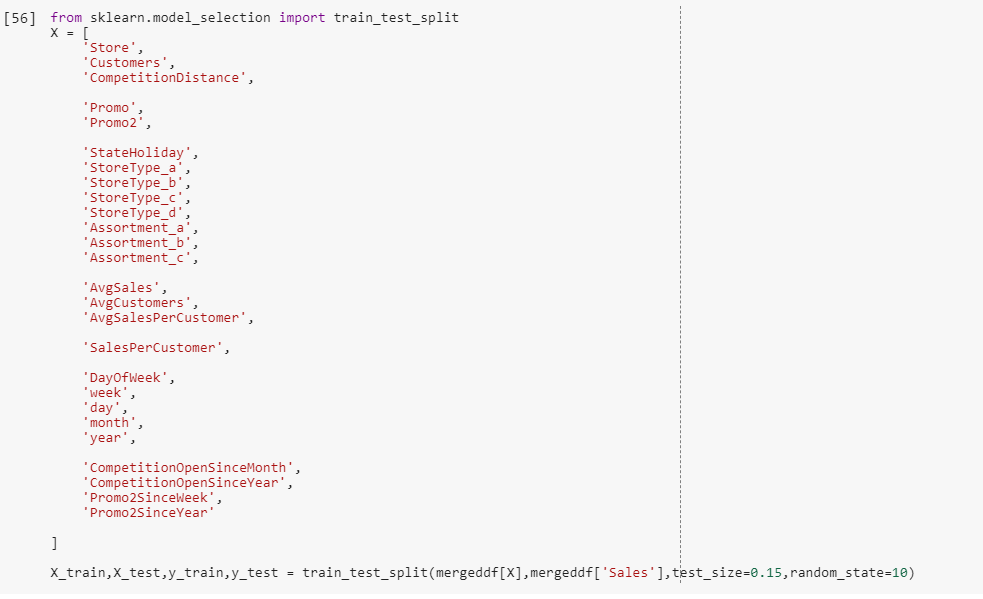 [56] from sklearn.model_selection import train_test_split
X = [
'Store',
'Customers',
'CompetitionDistance',
'Promo',
'Promo2',
'StateHoliday',
'StoreType_a',
'StoreType_b',
'StoreType_c',
'StoreType_d',
'Assortment_a',
'Assortment_b',
'Assortment_c',
'AvgSales',
'AvgCustomers',
'AvgSalesPerCustomer',
'SalesPerCustomer',
'DayOfWeek',
'week',
'day',
'month',
'year',
'CompetitionOpenSinceMonth',
'CompetitionOpenSinceYear',
'Promo2SinceWeek',
'Promo2SinceYear'
]
X_train,X_test,y_train,y_test = train_test_split(mergeddf[X],mergeddf['Sales'],test_size=0.15,random_state=10)